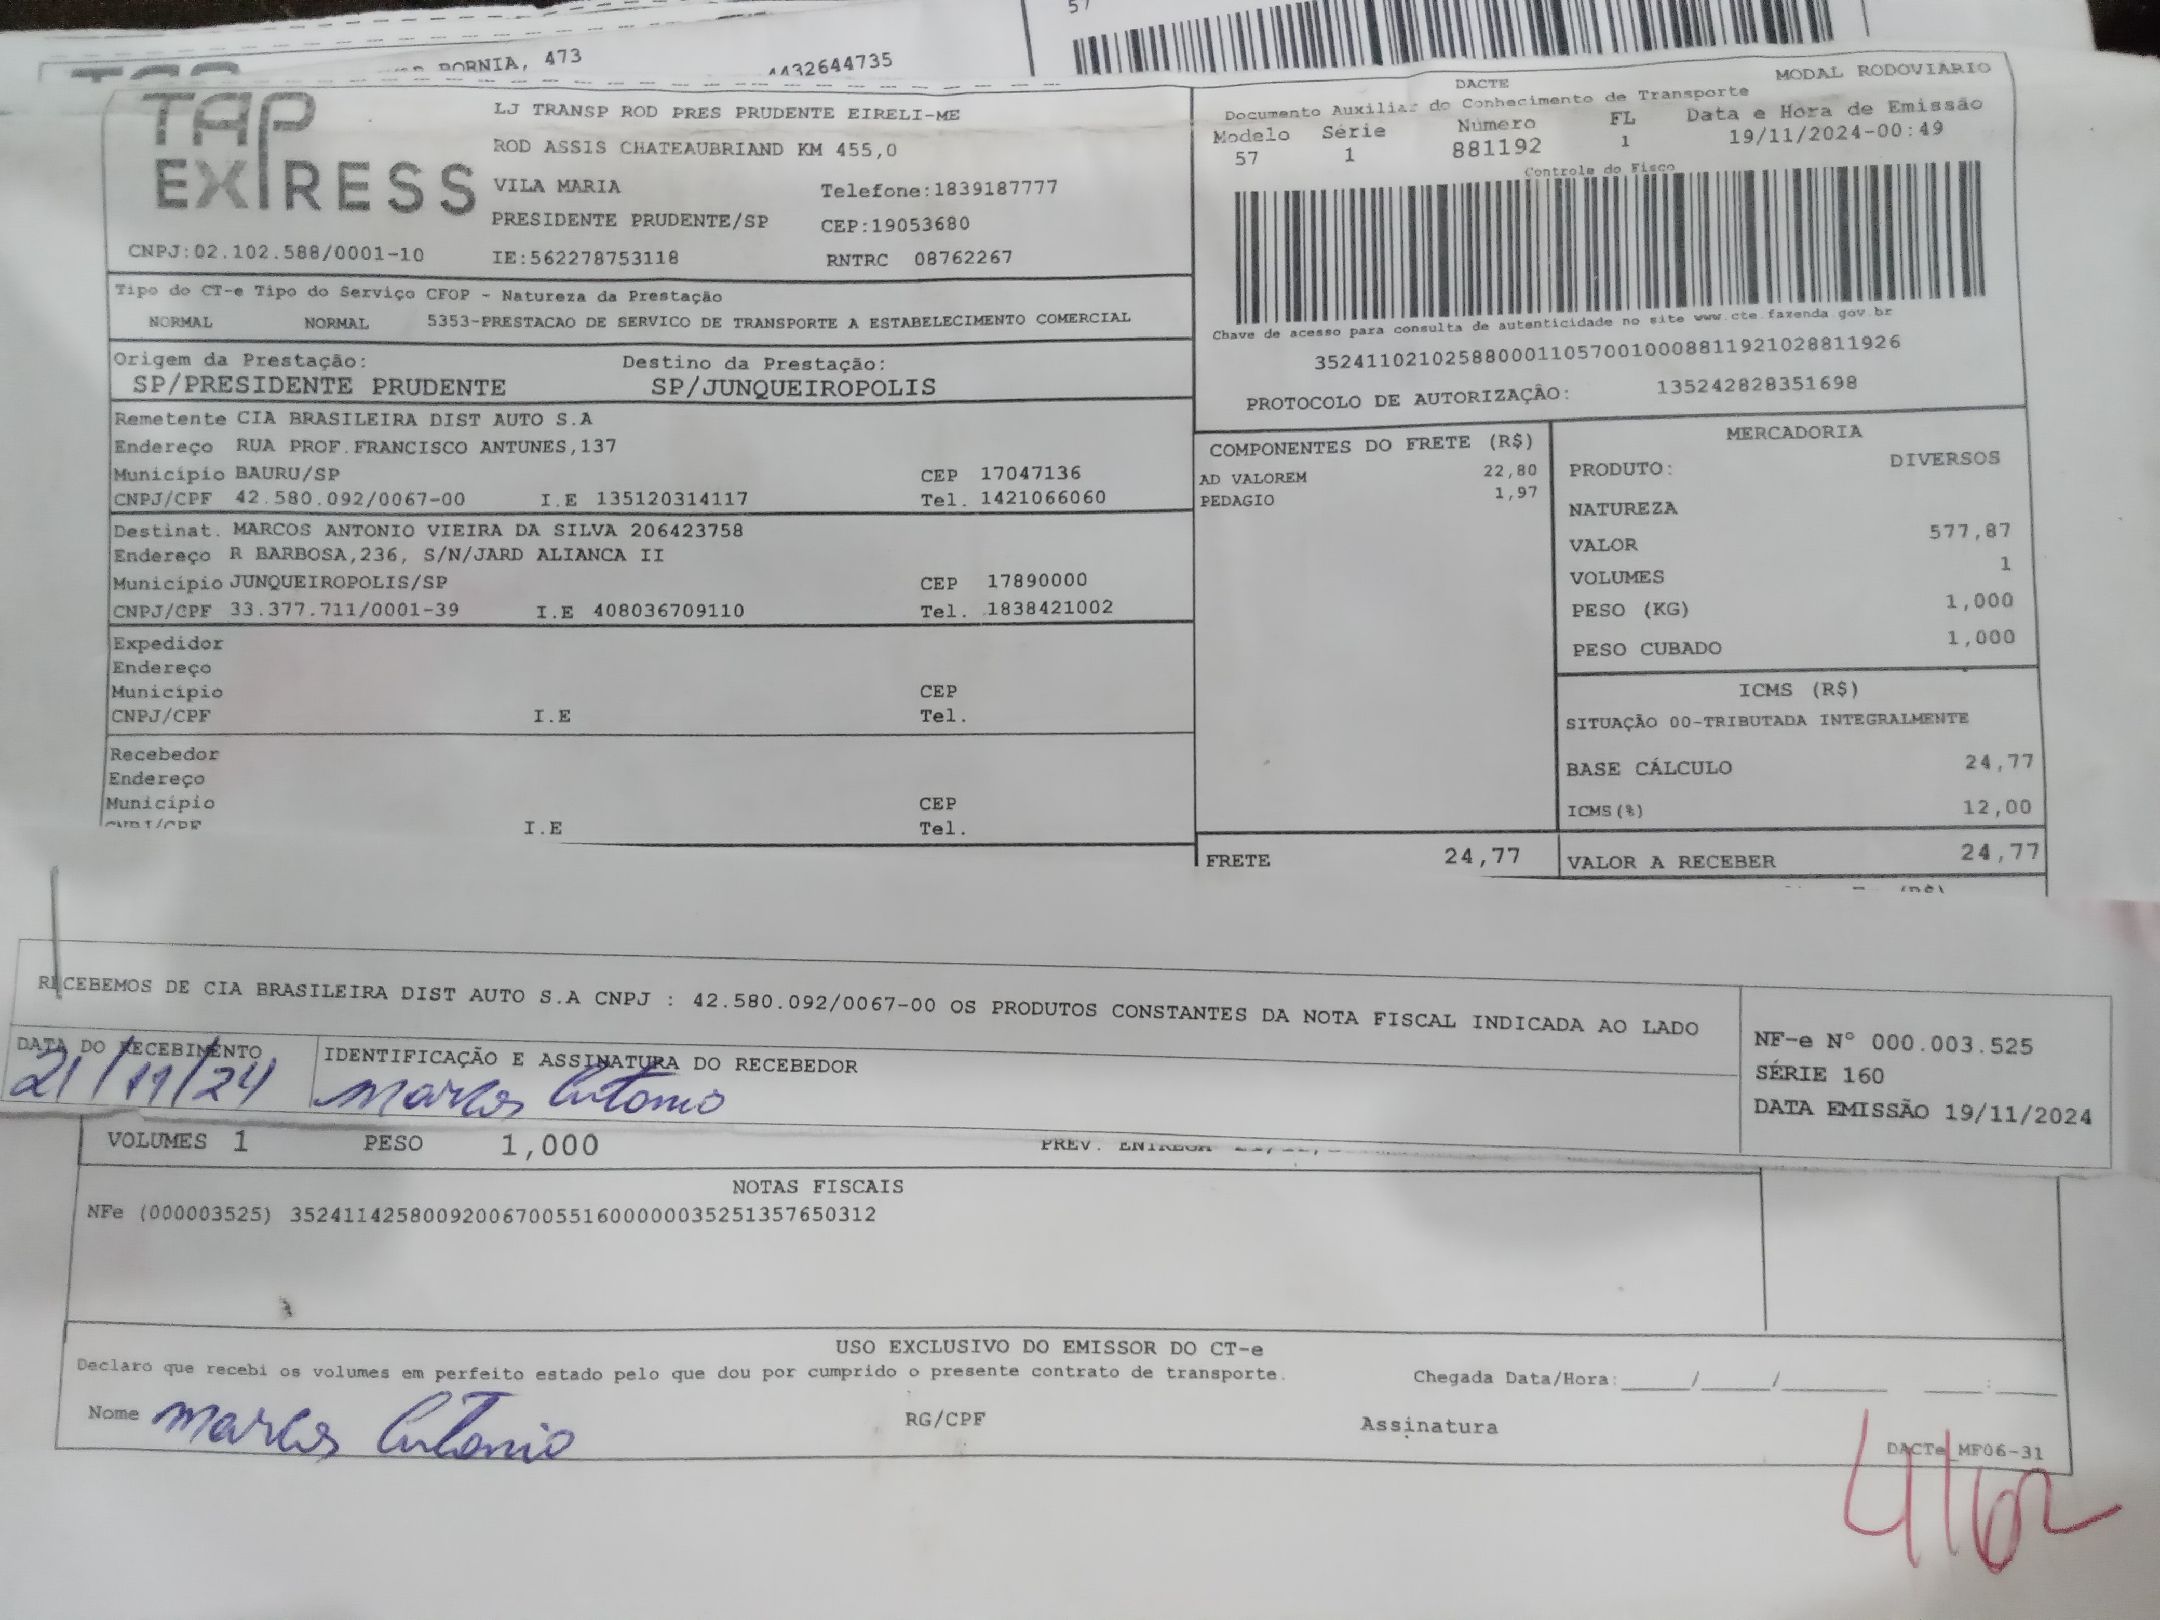 57
BORNIA, 473
4432644735
TAP EXPRESS
LJ TRANSP ROD PRES PRUDENTE EIRELI-ME
ROD ASSIS CHATEAUBRIAND KM 455,0
VILA MARIA Telefone:1839187777
PRESIDENTE PRUDENTE/SP CEP:19053680
CNPJ:02.102.588/0001-10 IE:562278753118 RNTRC 08762267
DACTE MODAL RODOVIARIO
Documento Auxiliar do Conhecimento de Transporte
Modelo Série Número FL Data e Hora de Emissão
57 1 881192 1 19/11/2024-00:49
Controle do Fisco
Chave de acesso para consulta de autenticidade no site www.cte.fazenda.gov.br
35241102102588000110570010008811921028811926
PROTOCOLO DE AUTORIZAÇÃO: 135242828351698
Tipo do CT-e Tipo do Serviço CFOP - Natureza da Prestação
NORMAL NORMAL 5353-PRESTACAO DE SERVICO DE TRANSPORTE A ESTABELECIMENTO COMERCIAL
Origem da Prestação: Destino da Prestação:
SP/PRESIDENTE PRUDENTE SP/JUNQUEIROPOLIS
Remetente CIA BRASILEIRA DIST AUTO S.A
Endereço RUA PROF.FRANCISCO ANTUNES,137
Município BAURU/SP CEP 17047136
CNPJ/CPF 42.580.092/0067-00 I.E 135120314117 Tel. 1421066060
Destinat. MARCOS ANTONIO VIEIRA DA SILVA 206423758
Endereço R BARBOSA,236, S/N/JARD ALIANCA II
Município JUNQUEIROPOLIS/SP CEP 17890000
CNPJ/CPF 33.377.711/0001-39 I.E 408036709110 Tel. 1838421002
Expedidor
Endereço
Município CEP
CNPJ/CPF I.E Tel.
Recebedor
Endereço
Município CEP
CNPJ/CPF I.E Tel.
COMPONENTES DO FRETE (R$)
AD VALOREM 22,80
PEDAGIO 1,97
FRETE 24,77
MERCADORIA
PRODUTO: DIVERSOS
NATUREZA
VALOR 577,87
VOLUMES 1
PESO (KG) 1,000
PESO CUBADO 1,000
ICMS (R$)
SITUAÇÃO 00-TRIBUTADA INTEGRALMENTE
BASE CÁLCULO 24,77
ICMS(%) 12,00
VALOR A RECEBER 24,77
RECEBEMOS DE CIA BRASILEIRA DIST AUTO S.A CNPJ : 42.580.092/0067-00 OS PRODUTOS CONSTANTES DA NOTA FISCAL INDICADA AO LADO
DATA DO RECEBIMENTO IDENTIFICAÇÃO E ASSINATURA DO RECEBEDOR
21/11/24 Marcos Antonio
NF-e N° 000.003.525
SÉRIE 160
DATA EMISSÃO 19/11/2024
VOLUMES 1 PESO 1,000 PREV. ENTREGA
NOTAS FISCAIS
NFe (000003525) 35241142580092006700551600000035251357650312
USO EXCLUSIVO DO EMISSOR DO CT-e
Declaro que recebi os volumes em perfeito estado pelo que dou por cumprido o presente contrato de transporte.
Chegada Data/Hora:____/____/______ ___:____
Nome Marcos Antonio RG/CPF Assinatura
DACTe_MF06-31